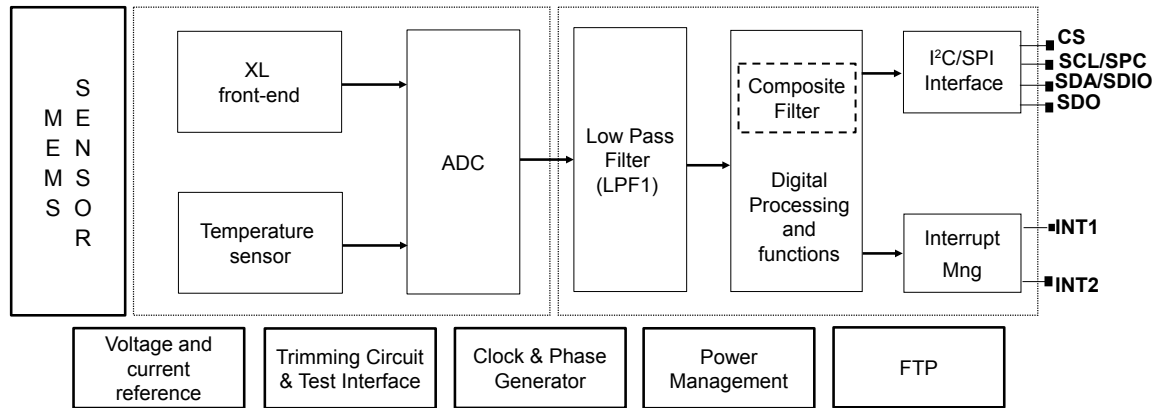 MEMS
SENSOR
XL
front-end
Temperature
sensor
ADC
Low Pass
Filter
(LPF1)
Composite
Filter
Digital
Processing
and
functions
I²C/SPI
Interface
CS
SCL/SPC
SDA/SDIO
SDO
Interrupt
Mng
INT1
INT2
Voltage and
current
reference
Trimming Circuit
& Test Interface
Clock & Phase
Generator
Power
Management
FTP